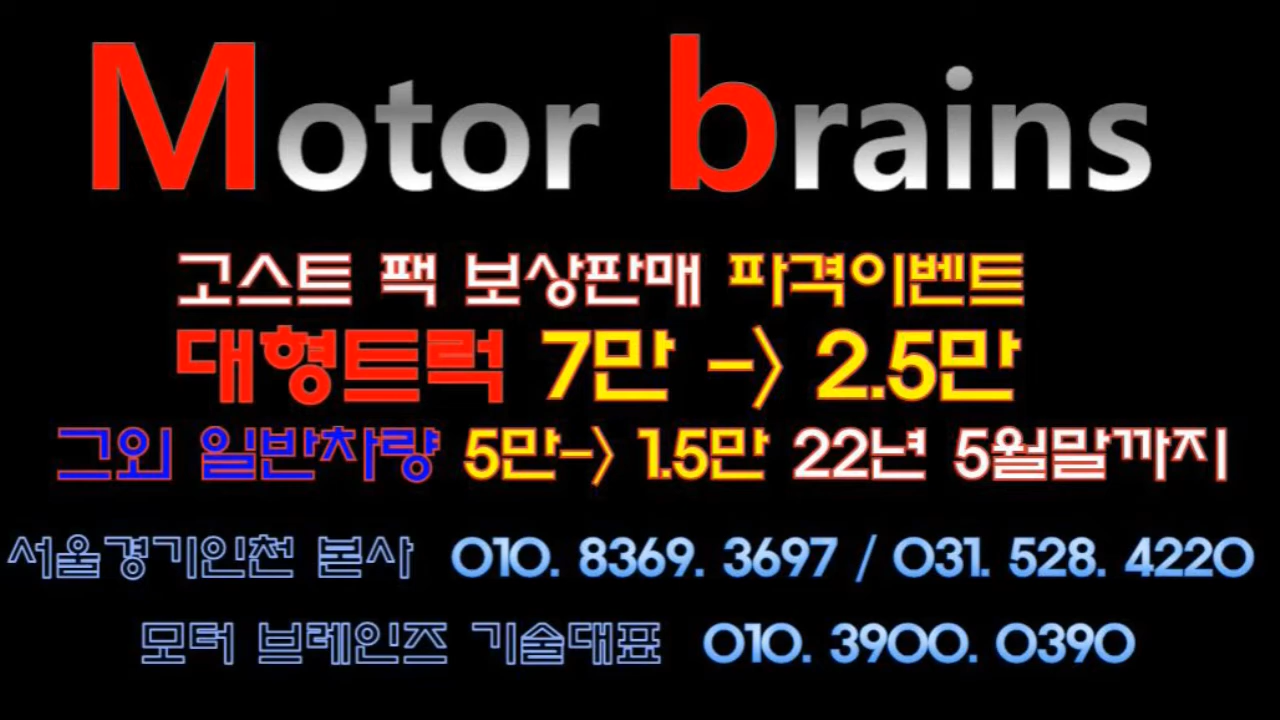 Motor brains
고스트 팩 보상판매 파격이벤트
대형트럭 7만 -> 2.5만
그외 일반차량 5만-> 1.5만 22년 5월말까지
서울경기인천 본사 010. 8369. 3697 / 031. 528. 4220
모터 브레인즈 기술대표 010. 3900. 0390